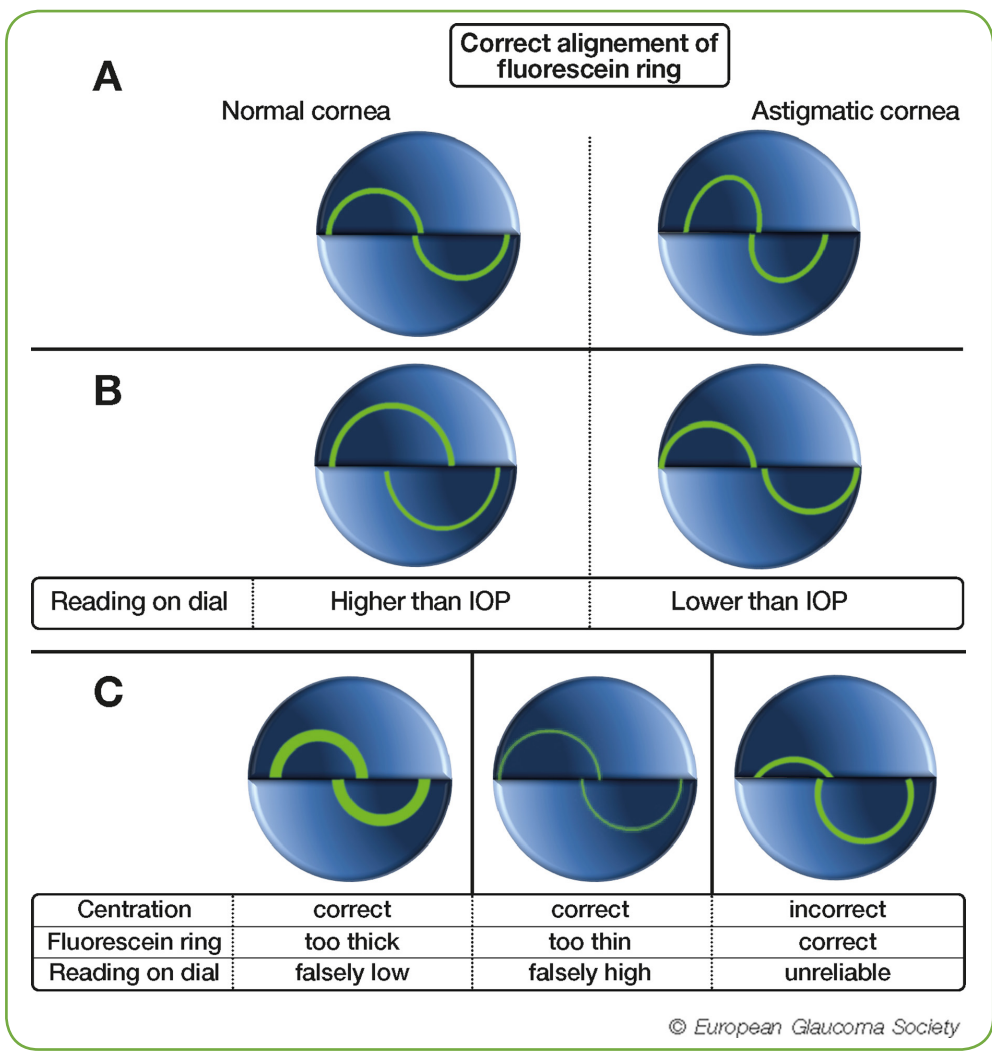 A
Correct alignement of
fluorescein ring
Normal cornea
Astigmatic cornea
B
Reading on dial
Higher than IOP
Lower than IOP
C
Centration
correct
correct
incorrect
Fluorescein ring
too thick
too thin
correct
Reading on dial
falsely low
falsely high
unreliable
© European Glaucoma Society